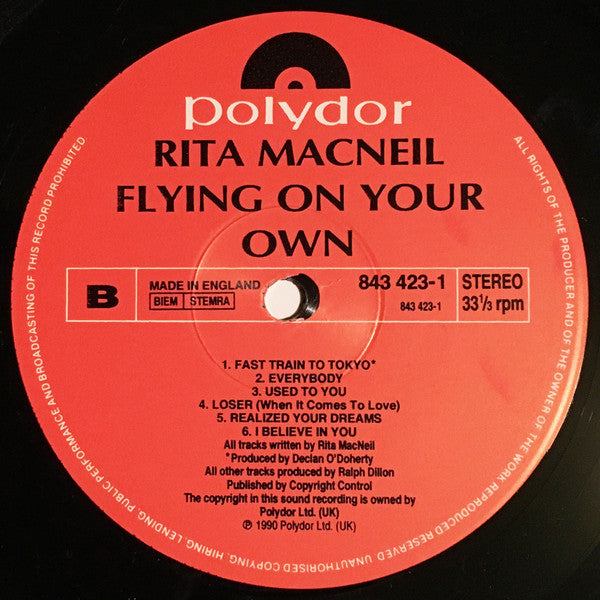 polydor
RITA MACNEIL
FLYING ON YOUR
OWN
B
MADE IN ENGLAND
BIEM STEMRA
843 423-1
843 423-1
STEREO
33⅓ rpm
1. FAST TRAIN TO TOKYO*
2. EVERYBODY
3. USED TO YOU
4. LOSER (When It Comes To Love)
5. REALIZED YOUR DREAMS
6. I BELIEVE IN YOU
All tracks written by Rita MacNeil
*Produced by Declan O'Doherty
All other tracks produced by Ralph Dillon
Published by Copyright Control
The copyright in this sound recording is owned by
Polydor Ltd. (UK)
℗ 1990 Polydor Ltd. (UK)
ALL RIGHTS OF THE PRODUCER AND OF THE OWNER OF THE WORK REPRODUCED RESERVED. UNAUTHORISED COPYING, HIRING, LENDING, PUBLIC PERFORMANCE AND BROADCASTING OF THIS RECORD PROHIBITED